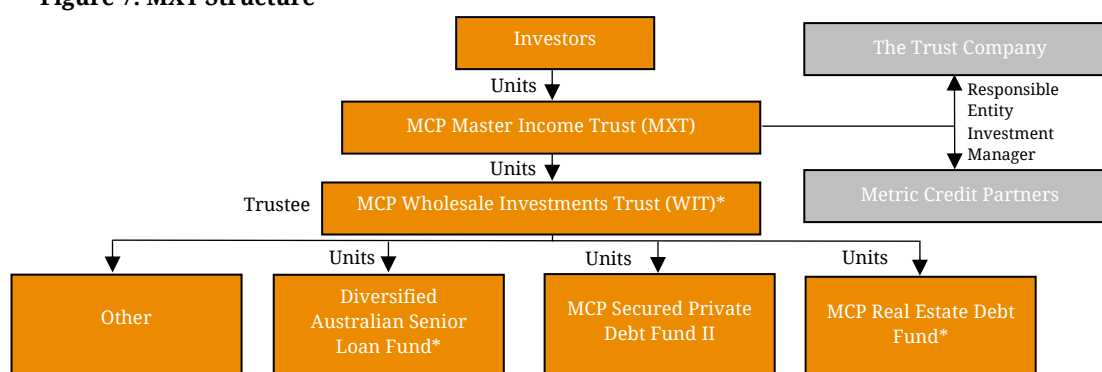 Figure 7: MXT Structure
Investors
The Trust Company
Units
Responsible
Entity
MCP Master Income Trust (MXT)
Investment
Manager
Units
Trustee
MCP Wholesale Investments Trust (WIT)*
Metric Credit Partners
Units
Units
Units
Other
Diversified
Australian Senior
Loan Fund*
MCP Secured Private
Debt Fund II
MCP Real Estate Debt
Fund*